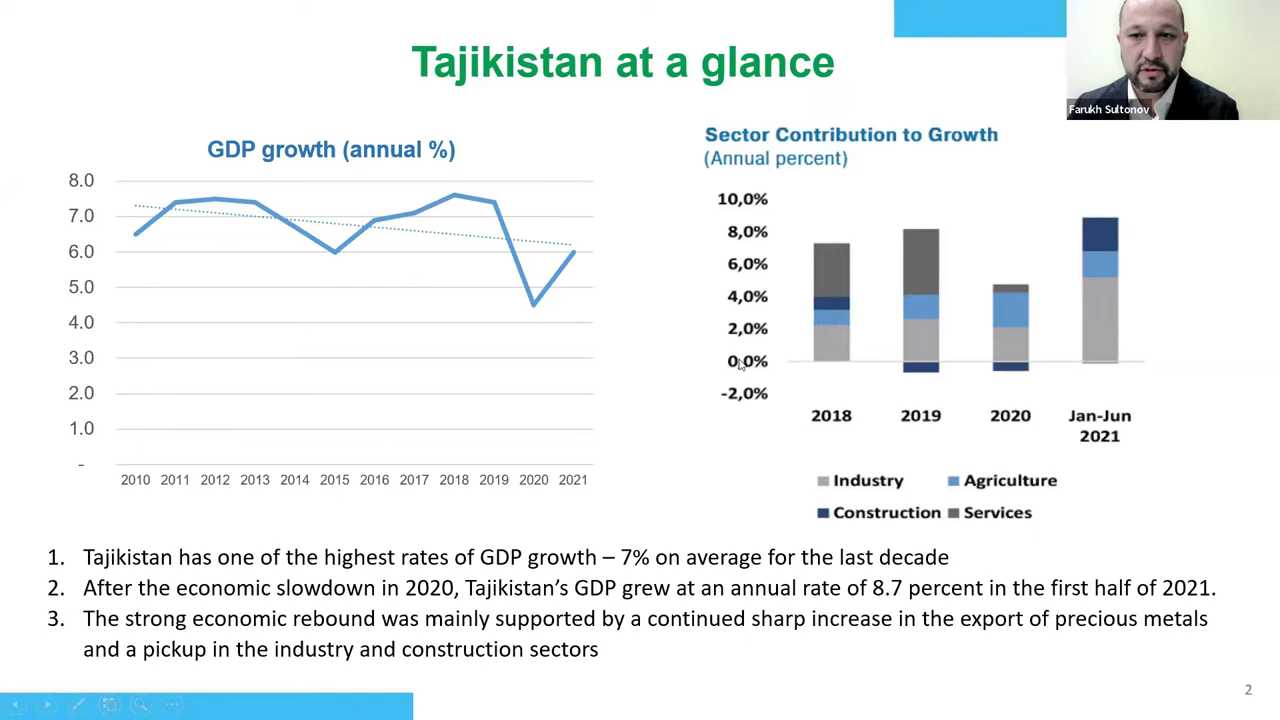 Tajikistan at a glance
Farukh Sultonov
GDP growth (annual %)
8.0
7.0
6.0
5.0
4.0
3.0
2.0
1.0
-
2010 2011 2012 2013 2014 2015 2016 2017 2018 2019 2020 2021
Sector Contribution to Growth
(Annual percent)
10,0%
8,0%
6,0%
4,0%
2,0%
0,0%
-2,0%
2018 2019 2020 Jan-Jun
2021
Industry Agriculture
Construction Services
1. Tajikistan has one of the highest rates of GDP growth – 7% on average for the last decade
2. After the economic slowdown in 2020, Tajikistan’s GDP grew at an annual rate of 8.7 percent in the first half of 2021.
3. The strong economic rebound was mainly supported by a continued sharp increase in the export of precious metals
and a pickup in the industry and construction sectors
2